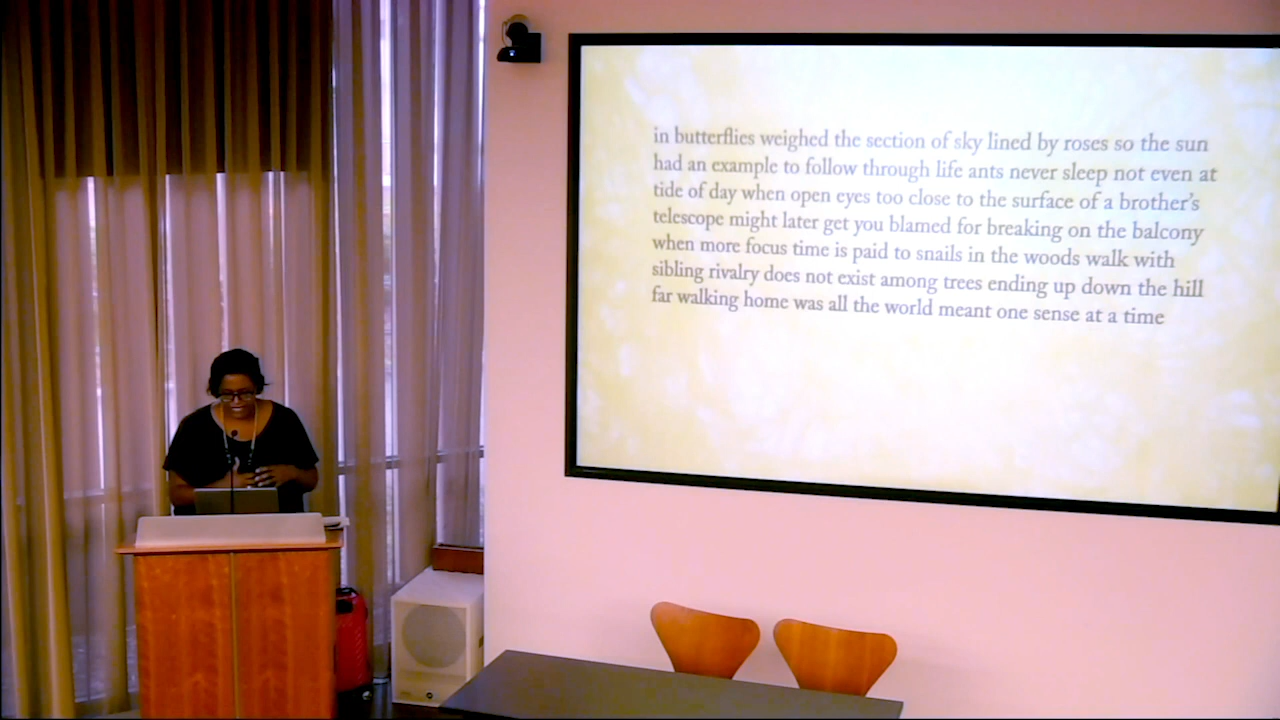 in butterflies weighed the section of sky lined by roses so the sun
had an example to follow through life ants never sleep not even at
tide of day when open eyes too close to the surface of a brother's
telescope might later get you blamed for breaking on the balcony
when more focus time is paid to snails in the woods walk with
sibling rivalry does not exist among trees ending up down the hill
far walking home was all the world meant one sense at a time